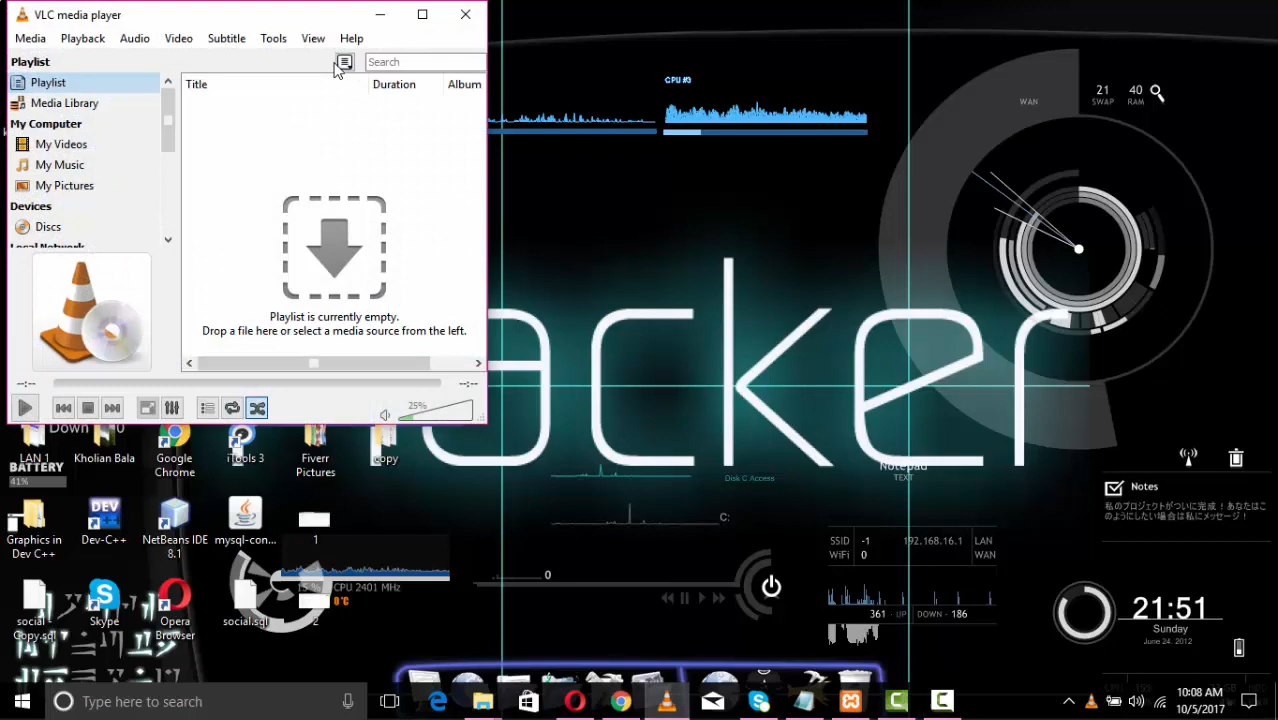 VLC media player
Media Playback Audio Video Subtitle Tools View Help
Playlist
Search
Playlist
Media Library
My Computer
My Videos
My Music
My Pictures
Devices
Discs
Local Network
Title Duration Album
Playlist is currently empty.
Drop a file here or select a media source from the left.
--:-- --:--
25%
CPU #3
WAN
21 40
SWAP RAM
acker
Down
LAN 1
Kholian Bala
Google
Chrome
iTools 3
Fiverr
Pictures
copy
BATTERY
41%
Graphics in
Dev C++
Dev-C++
NetBeans IDE
8.1
mysql-con...
1
15 % CPU 2401 MHz
0°C
social -
Copy.sql
Skype
Opera
Browser
social.sql
2
Disk C Access
C:
0
Notepad
TEXT
SSID -1 192.168.16.1 LAN
WiFi 0 WAN
361 - UP DOWN - 186
Notes
私のプロジェクトがついに完成！あなたはこ
のようにしたい場合は私にメッセージ！
21:51
Sunday
June 24, 2012
Type here to search
10:08 AM
10/5/2017